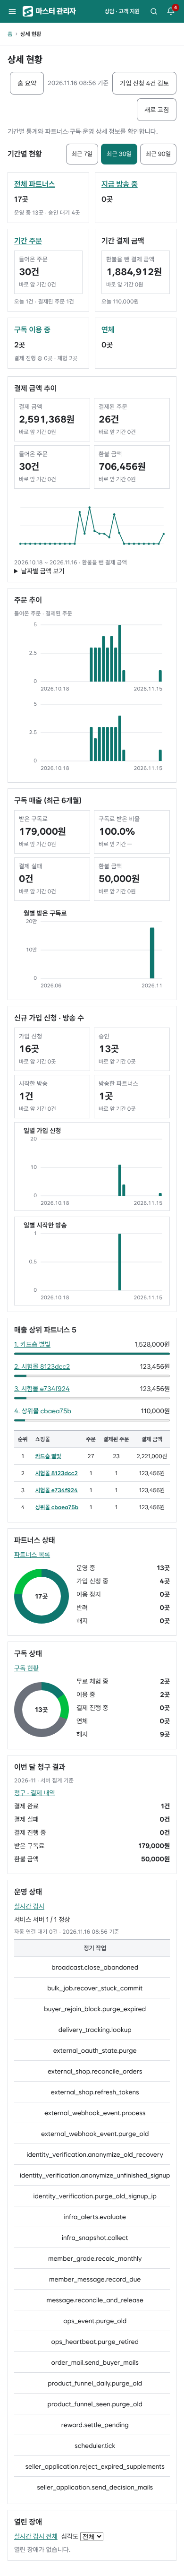 마스터 관리자
상담 · 고객 지원
4
홈 › 상세 현황
상세 현황
홈 요약
2026.11.16 08:56 기준
가입 신청 4건 검토
새로 고침
기간별 통계와 파트너스·구독·운영 상세 정보를 확인합니다.
기간별 현황
최근 7일
최근 30일
최근 90일
전체 파트너스
17곳
운영 중 13곳 · 승인 대기 4곳
지금 방송 중
0곳
기간 주문
들어온 주문
30건
바로 앞 기간 0건
오늘 1건 · 결제된 주문 1건
기간 결제 금액
환불을 뺀 결제 금액
1,884,912원
바로 앞 기간 0원
오늘 110,000원
구독 이용 중
2곳
결제 진행 중 0곳 · 체험 2곳
연체
0곳
결제 금액 추이
결제 금액
2,591,368원
바로 앞 기간 0원
결제된 주문
26건
바로 앞 기간 0건
들어온 주문
30건
바로 앞 기간 0건
환불 금액
706,456원
바로 앞 기간 0원
2026.10.18 – 2026.11.16 · 환불을 뺀 결제 금액
▶ 날짜별 금액 보기
주문 추이
들어온 주문 · 결제된 주문
5
2.5
0
2026.10.18
2026.11.15
5
2.5
0
2026.10.18
2026.11.15
구독 매출 (최근 6개월)
받은 구독료
179,000원
바로 앞 기간 0원
구독료 받은 비율
100.0%
바로 앞 기간 —
결제 실패
0건
바로 앞 기간 0건
환불 금액
50,000원
바로 앞 기간 0원
월별 받은 구독료
20만
10만
0
2026.06
2026.11
신규 가입 신청 · 방송 수
가입 신청
16곳
바로 앞 기간 0곳
승인
13곳
바로 앞 기간 0곳
시작한 방송
1건
바로 앞 기간 0건
방송한 파트너스
1곳
바로 앞 기간 0곳
일별 가입 신청
20
10
0
2026.10.18
2026.11.15
일별 시작한 방송
1
0.5
0
2026.10.18
2026.11.15
매출 상위 파트너스 5
1. 카드숍 별빛
1,528,000원
2. 시험몰 8123dcc2
123,456원
3. 시험몰 e734f924
123,456원
4. 상위몰 cbaea75b
110,000원
순위 쇼핑몰 주문 결제된 주문 결제 금액
1 카드숍 별빛 27 23 2,221,000원
2 시험몰 8123dcc2 1 1 123,456원
3 시험몰 e734f924 1 1 123,456원
4 상위몰 cbaea75b 1 1 123,456원
파트너스 상태
파트너스 목록
17곳
운영 중 13곳
가입 신청 중 4곳
이용 정지 0곳
반려 0곳
해지 0곳
구독 상태
구독 현황
13곳
무료 체험 중 2곳
이용 중 2곳
결제 진행 중 0곳
연체 0곳
해지 9곳
이번 달 청구 결과
2026-11 · 서버 집계 기준
청구 · 결제 내역
결제 완료 1건
결제 실패 0건
결제 진행 중 0건
받은 구독료 179,000원
환불 금액 50,000원
운영 상태
실시간 감시
서비스 서버 1 / 1 정상
자동 연결 대기 0건 · 2026.11.16 08:56 기준
정기 작업
broadcast.close_abandoned
bulk_job.recover_stuck_commit
buyer_rejoin_block.purge_expired
delivery_tracking.lookup
external_oauth_state.purge
external_shop.reconcile_orders
external_shop.refresh_tokens
external_webhook_event.process
external_webhook_event.purge_old
identity_verification.anonymize_old_recovery
identity_verification.anonymize_unfinished_signup
identity_verification.purge_old_signup_ip
infra_alerts.evaluate
infra_snapshot.collect
member_grade.recalc_monthly
member_message.record_due
message.reconcile_and_release
ops_event.purge_old
ops_heartbeat.purge_retired
order_mail.send_buyer_mails
product_funnel_daily.purge_old
product_funnel_seen.purge_old
reward.settle_pending
scheduler.tick
seller_application.reject_expired_supplements
seller_application.send_decision_mails
열린 장애
실시간 감시 전체 심각도 전체
열린 장애가 없습니다.